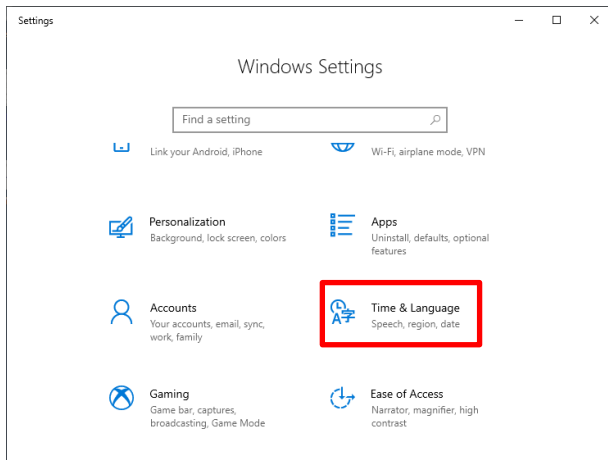 Settings
Windows Settings
Find a setting
Link your Android, iPhone
Wi-Fi, airplane mode, VPN
Personalization
Background, lock screen, colors
Apps
Uninstall, defaults, optional
features
Accounts
Your accounts, email, sync,
work, family
Time & Language
Speech, region, date
Gaming
Game bar, captures,
broadcasting, Game Mode
Ease of Access
Narrator, magnifier, high
contrast